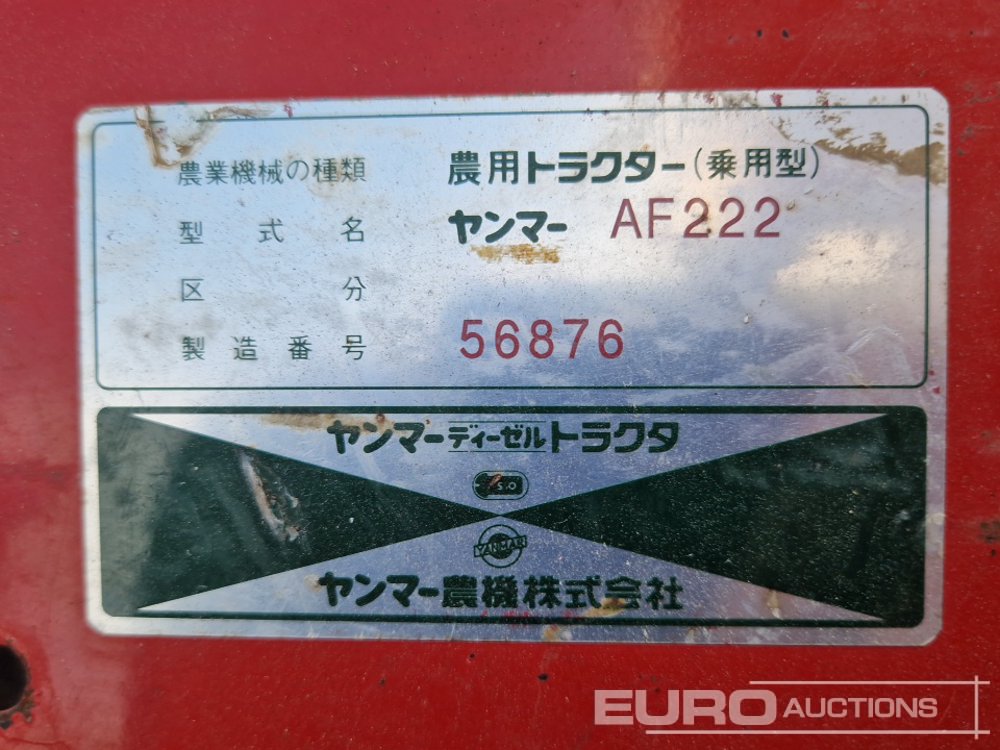 農業機械の種類 農用トラクター(乗用型)
型式名 ヤンマー AF222
区分
製造番号 56876
ヤンマーディーゼルトラクタ
YANMAR
ヤンマー農機株式会社
EURO AUCTIONS